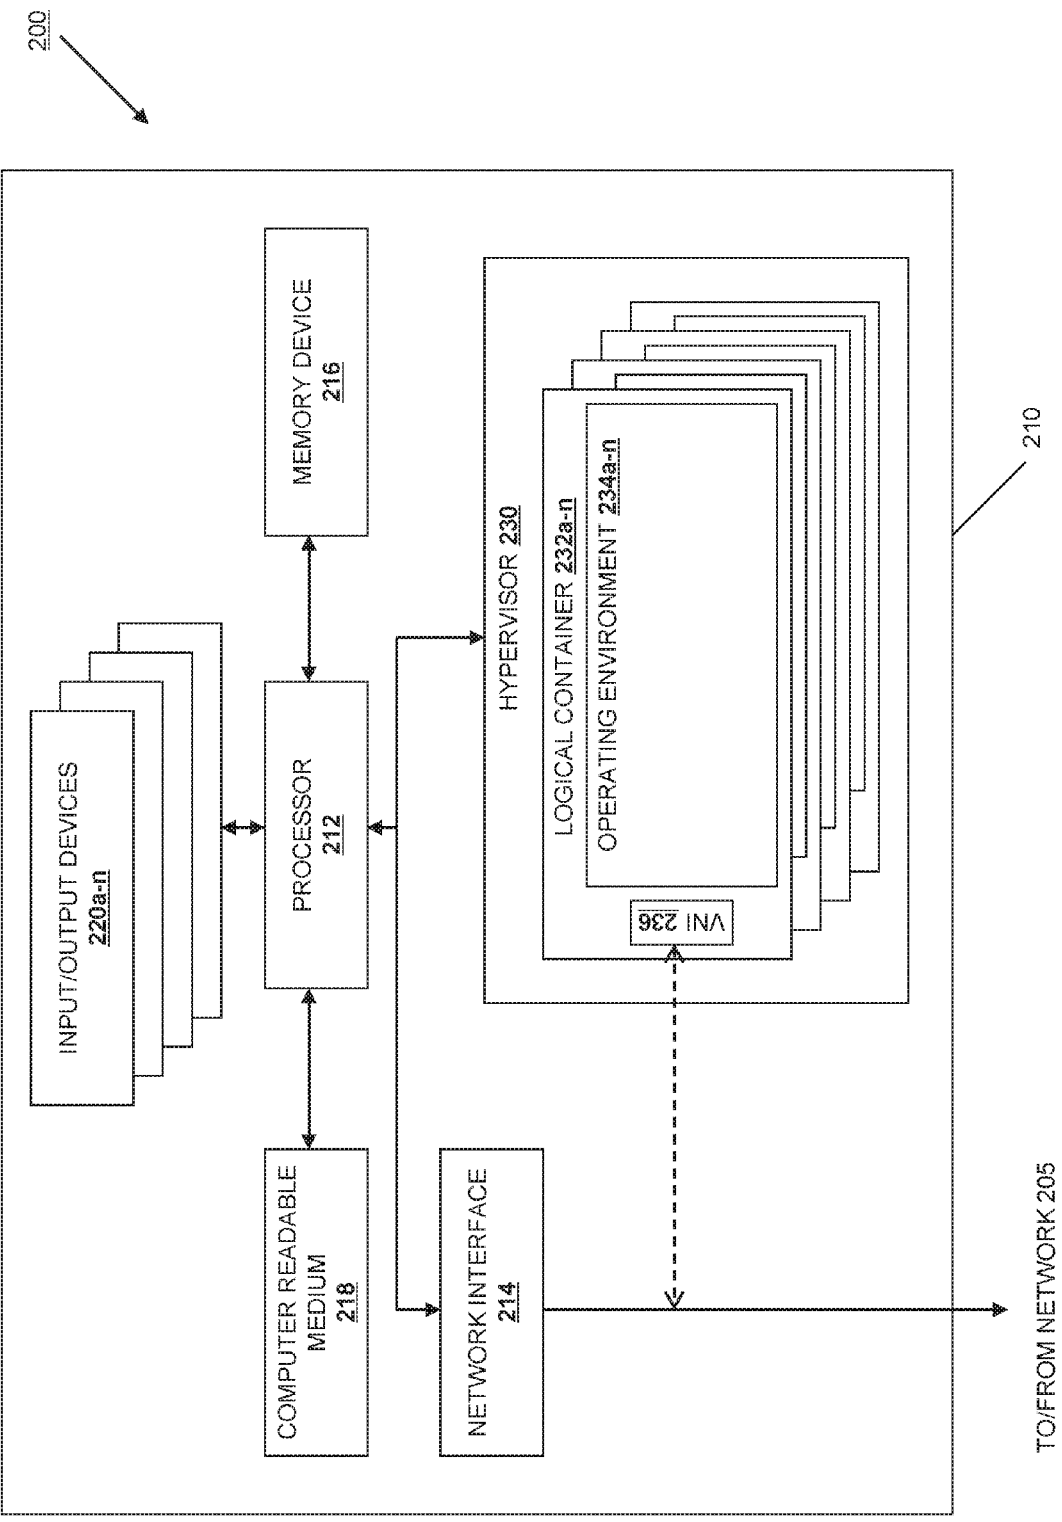 200
INPUT/OUTPUT DEVICES
220a-n
COMPUTER READABLE
MEDIUM
218
PROCESSOR
212
MEMORY DEVICE
216
NETWORK INTERFACE
214
HYPERVISOR 230
LOGICAL CONTAINER 232a-n
OPERATING ENVIRONMENT 234a-n
VNI 236
210
TO/FROM NETWORK 205